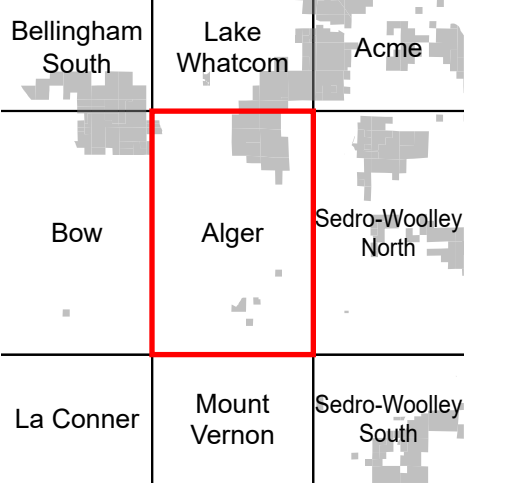 Bellingham
South
Lake
Whatcom
Acme
Bow
Alger
Sedro-Woolley
North
La Conner
Mount
Vernon
Sedro-Woolley
South